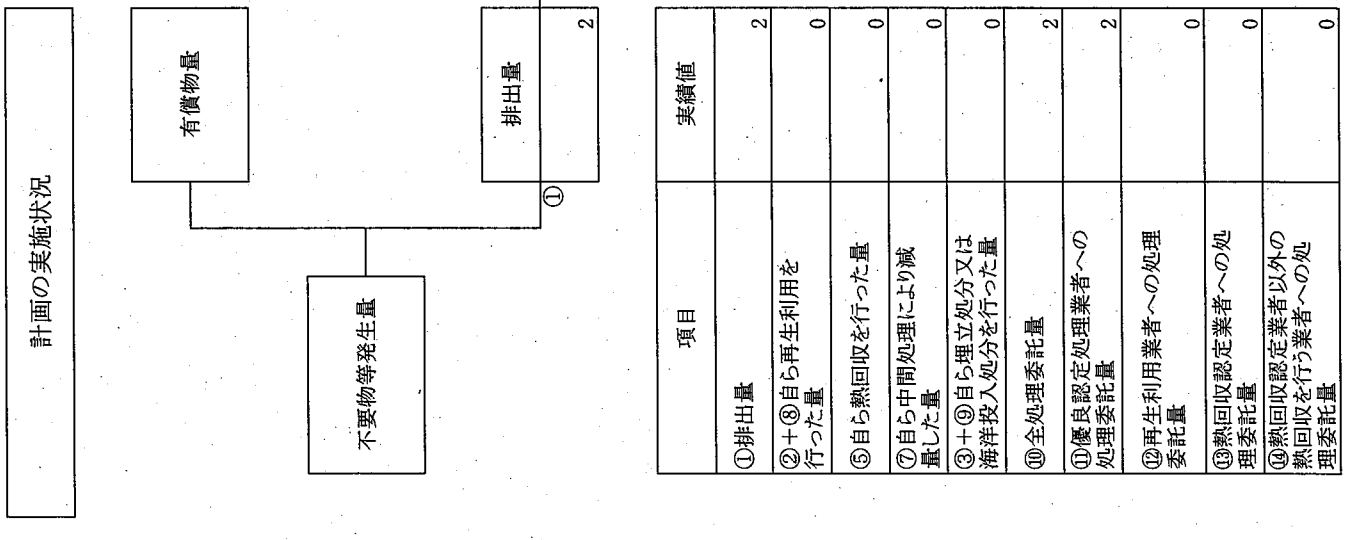 計画の実施状況
有償物量
不要物等発生量
排出量
①
2
項目
実績値
①排出量
2
②+⑧自ら再生利用を
行った量
0
⑤自ら熱回収を行った量
0
⑦自ら中間処理により減
量した量
0
③+⑨自ら埋立処分又は
海洋投入処分を行った量
0
⑩全処理委託量
2
⑪優良認定処理業者への
処理委託量
2
⑫再生利用業者への処理
委託量
0
⑬熱回収認定業者への処
理委託量
0
⑭熱回収認定業者以外の
熱回収を行う業者への処
理委託量
0